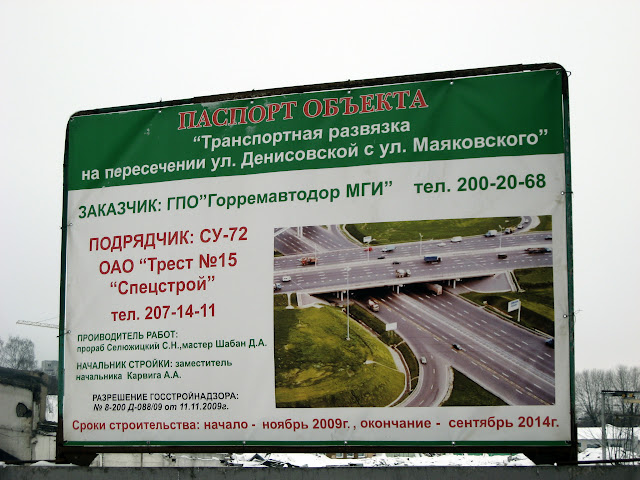 ПАСПОРТ ОБЪЕКТА
“Транспортная развязка
на пересечении ул. Денисовской с ул. Маяковского”
ЗАКАЗЧИК: ГПО”Горремавтодор МГИ” тел. 200-20-68
ПОДРЯДЧИК: СУ-72
ОАО “Трест №15
“Спецстрой”
тел. 207-14-11
ПРОИВОДИТЕЛЬ РАБОТ:
прораб Селюжицкий С.Н.,мастер Шабан Д.А.
НАЧАЛЬНИК СТРОЙКИ: заместитель
начальника Карвига А.А.
РАЗРЕШЕНИЕ ГОССТРОЙНАДЗОРА:
№ 8-200 Д-088/09 от 11.11.2009г.
Сроки строительства: начало - ноябрь 2009г. , окончание - сентябрь 2014г.